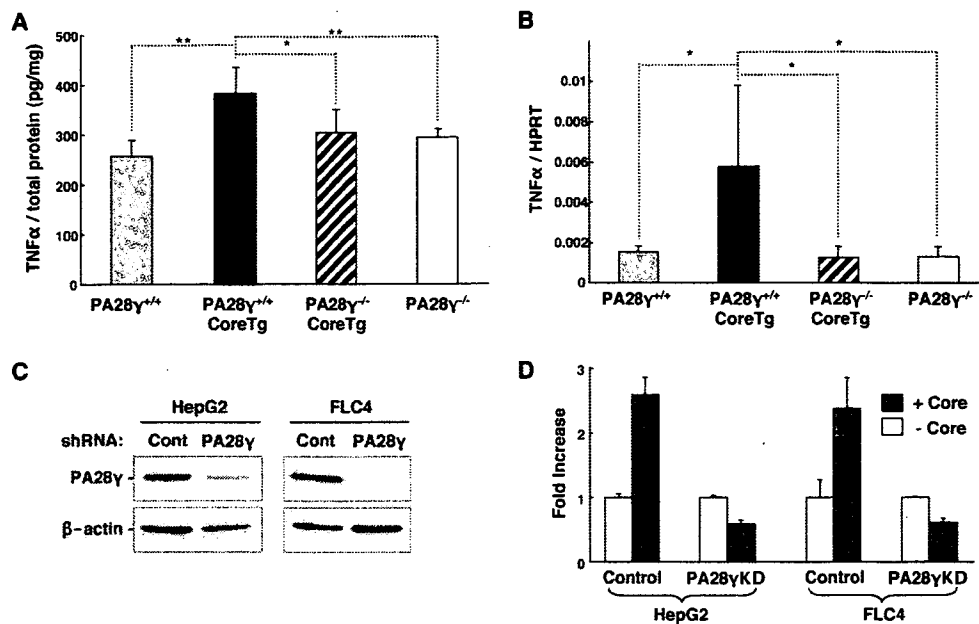 A
TNFα / total protein (pg/mg)
500
400
300
200
100
0
**
*
**
PA28γ+/+
PA28γ+/+ CoreTg
PA28γ-/- CoreTg
PA28γ-/-
B
TNFα / HPRT
0.01
0.008
0.006
0.004
0.002
0
*
*
*
PA28γ+/+
PA28γ+/+ CoreTg
PA28γ-/- CoreTg
PA28γ-/-
C
HepG2
FLC4
shRNA: Cont PA28γ Cont PA28γ
PA28γ
β-actin
D
Fold Increase
3
2
1
0
+ Core
- Core
Control PA28γKD Control PA28γKD
HepG2
FLC4